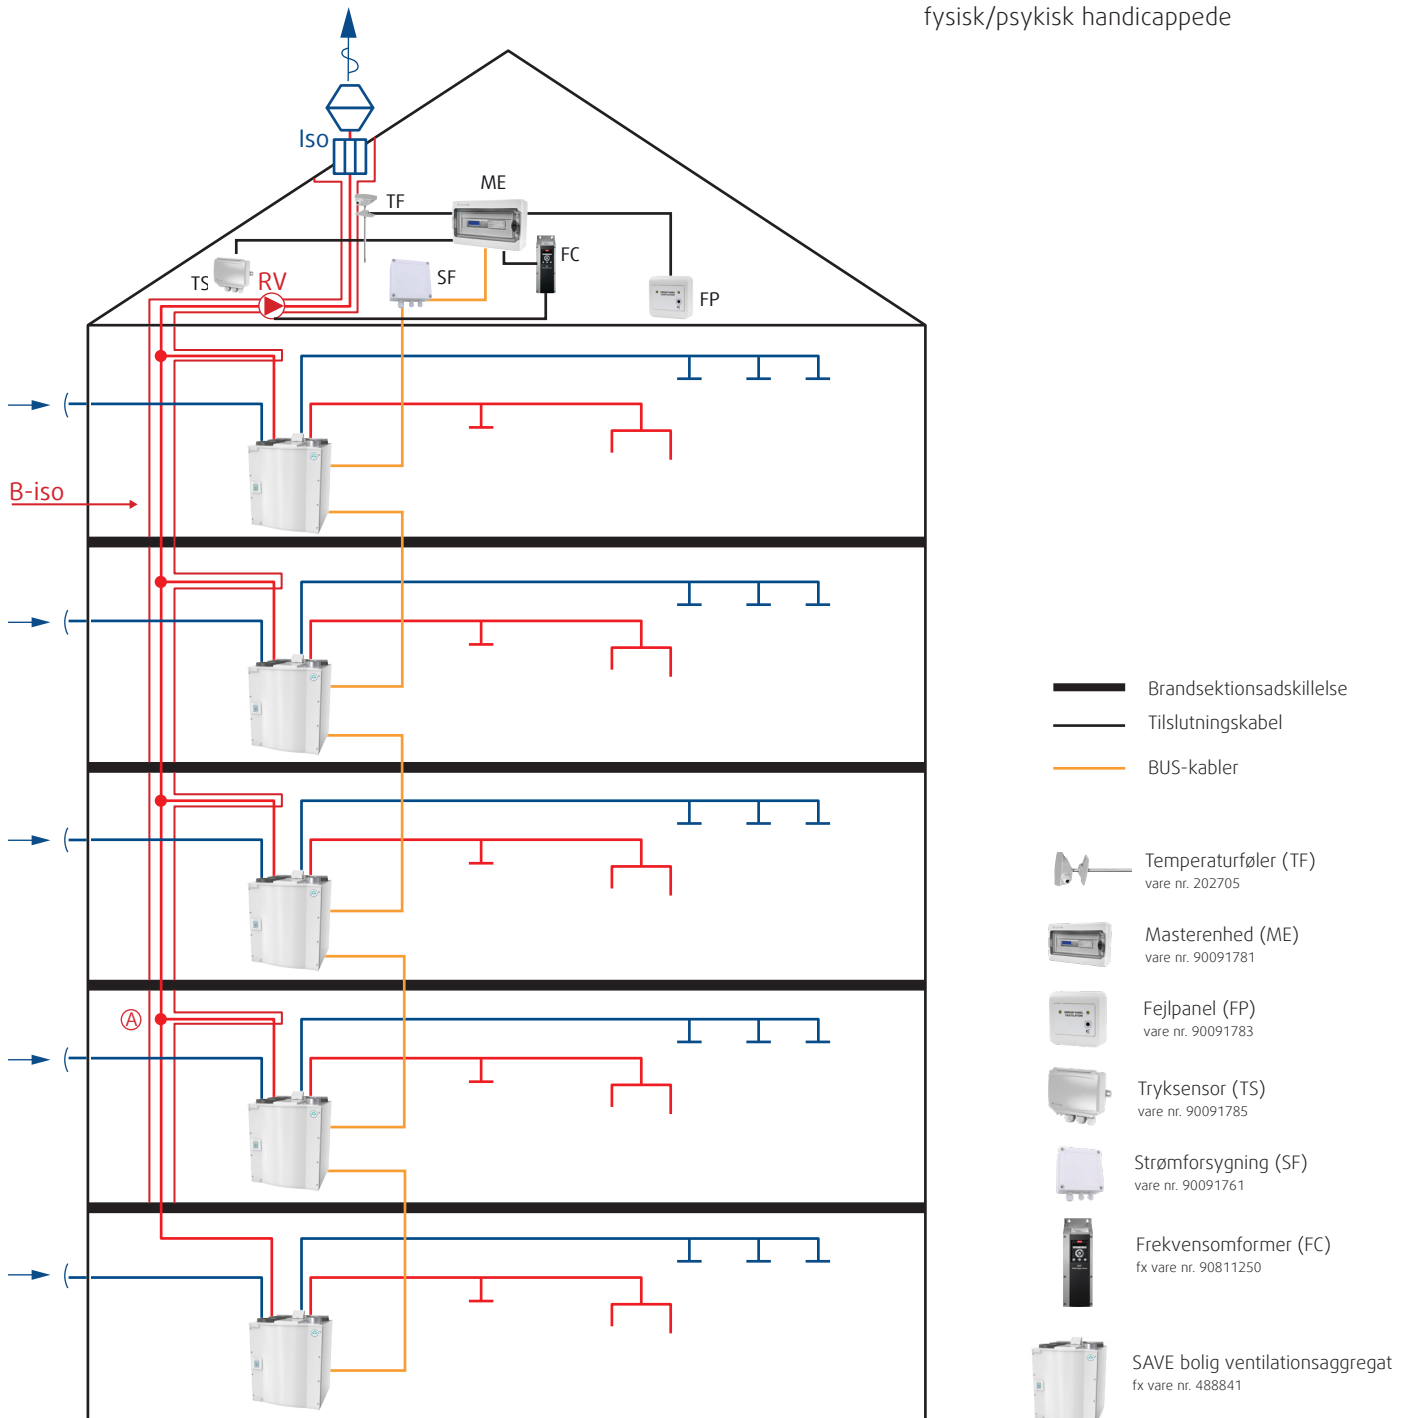 fysisk/psykisk handicappede
Iso
TF
ME
TS
RV
SF
FC
FP
B-iso
A
Brandsektionsadskillelse
Tilslutningskabel
BUS-kabler
Temperaturføler (TF)
vare nr. 202705
Masterenhed (ME)
vare nr. 90091781
Fejlpanel (FP)
vare nr. 90091783
Tryksensor (TS)
vare nr. 90091785
Strømforsygning (SF)
vare nr. 90091761
Frekvensomformer (FC)
fx vare nr. 90811250
SAVE bolig ventilationsaggregat
fx vare nr. 488841